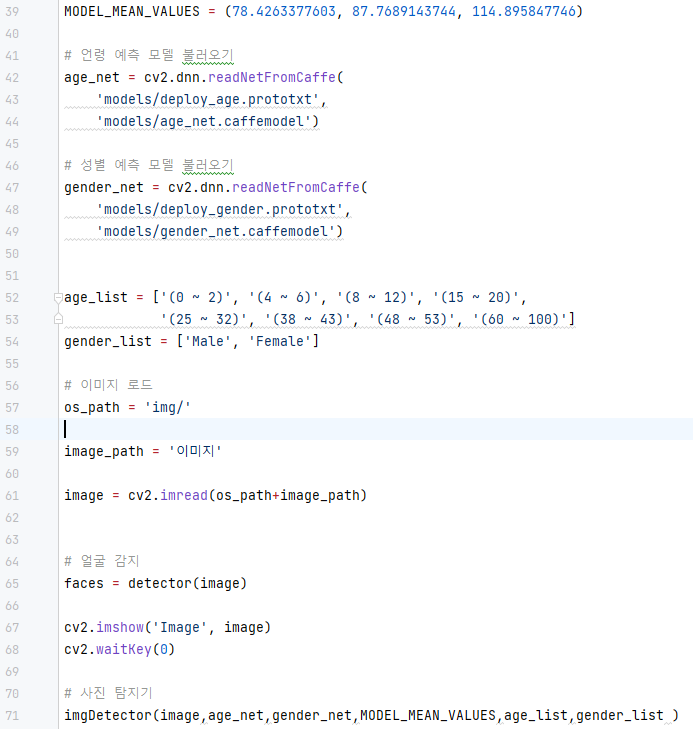 39 MODEL_MEAN_VALUES = (78.4263377603, 87.7689143744, 114.895847746)
40
41 # 언령 예측 모델 불러오기
42 age_net = cv2.dnn.readNetFromCaffe(
43     'models/deploy_age.prototxt',
44     'models/age_net.caffemodel')
45
46 # 성별 예측 모델 불러오기
47 gender_net = cv2.dnn.readNetFromCaffe(
48     'models/deploy_gender.prototxt',
49     'models/gender_net.caffemodel')
50
51
52 age_list = ['(0 ~ 2)', '(4 ~ 6)', '(8 ~ 12)', '(15 ~ 20)',
53             '(25 ~ 32)', '(38 ~ 43)', '(48 ~ 53)', '(60 ~ 100)']
54 gender_list = ['Male', 'Female']
55
56 # 이미지 로드
57 os_path = 'img/'
58
59 image_path = '이미지'
60
61 image = cv2.imread(os_path+image_path)
62
63
64 # 얼굴 감지
65 faces = detector(image)
66
67 cv2.imshow('Image', image)
68 cv2.waitKey(0)
69
70 # 사진 탐지기
71 imgDetector(image,age_net,gender_net,MODEL_MEAN_VALUES,age_list,gender_list )